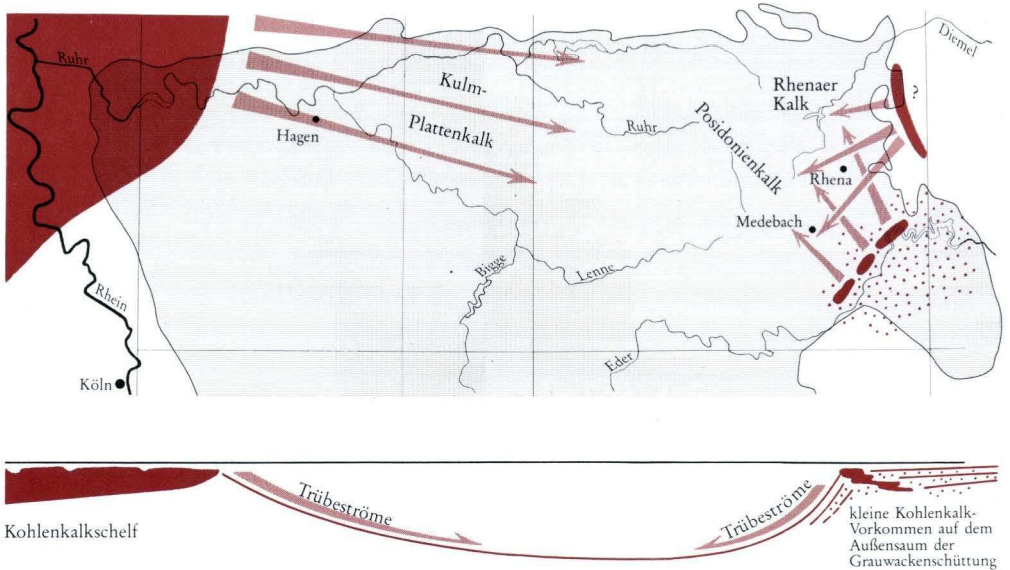 Ruhr
Diemel
Kulm-
Plattenkalk
Rhenaer
Kalk
?
Hagen
Ruhr
Posidonienkalk
Rhena
Medebach
Bigge
Lenne
Rhein
Eder
Köln
Trübeströme
Trübeströme
Kohlenkalkschelf
kleine Kohlenkalk-
Vorkommen auf dem
Außensaum der
Grauwackenschüttung